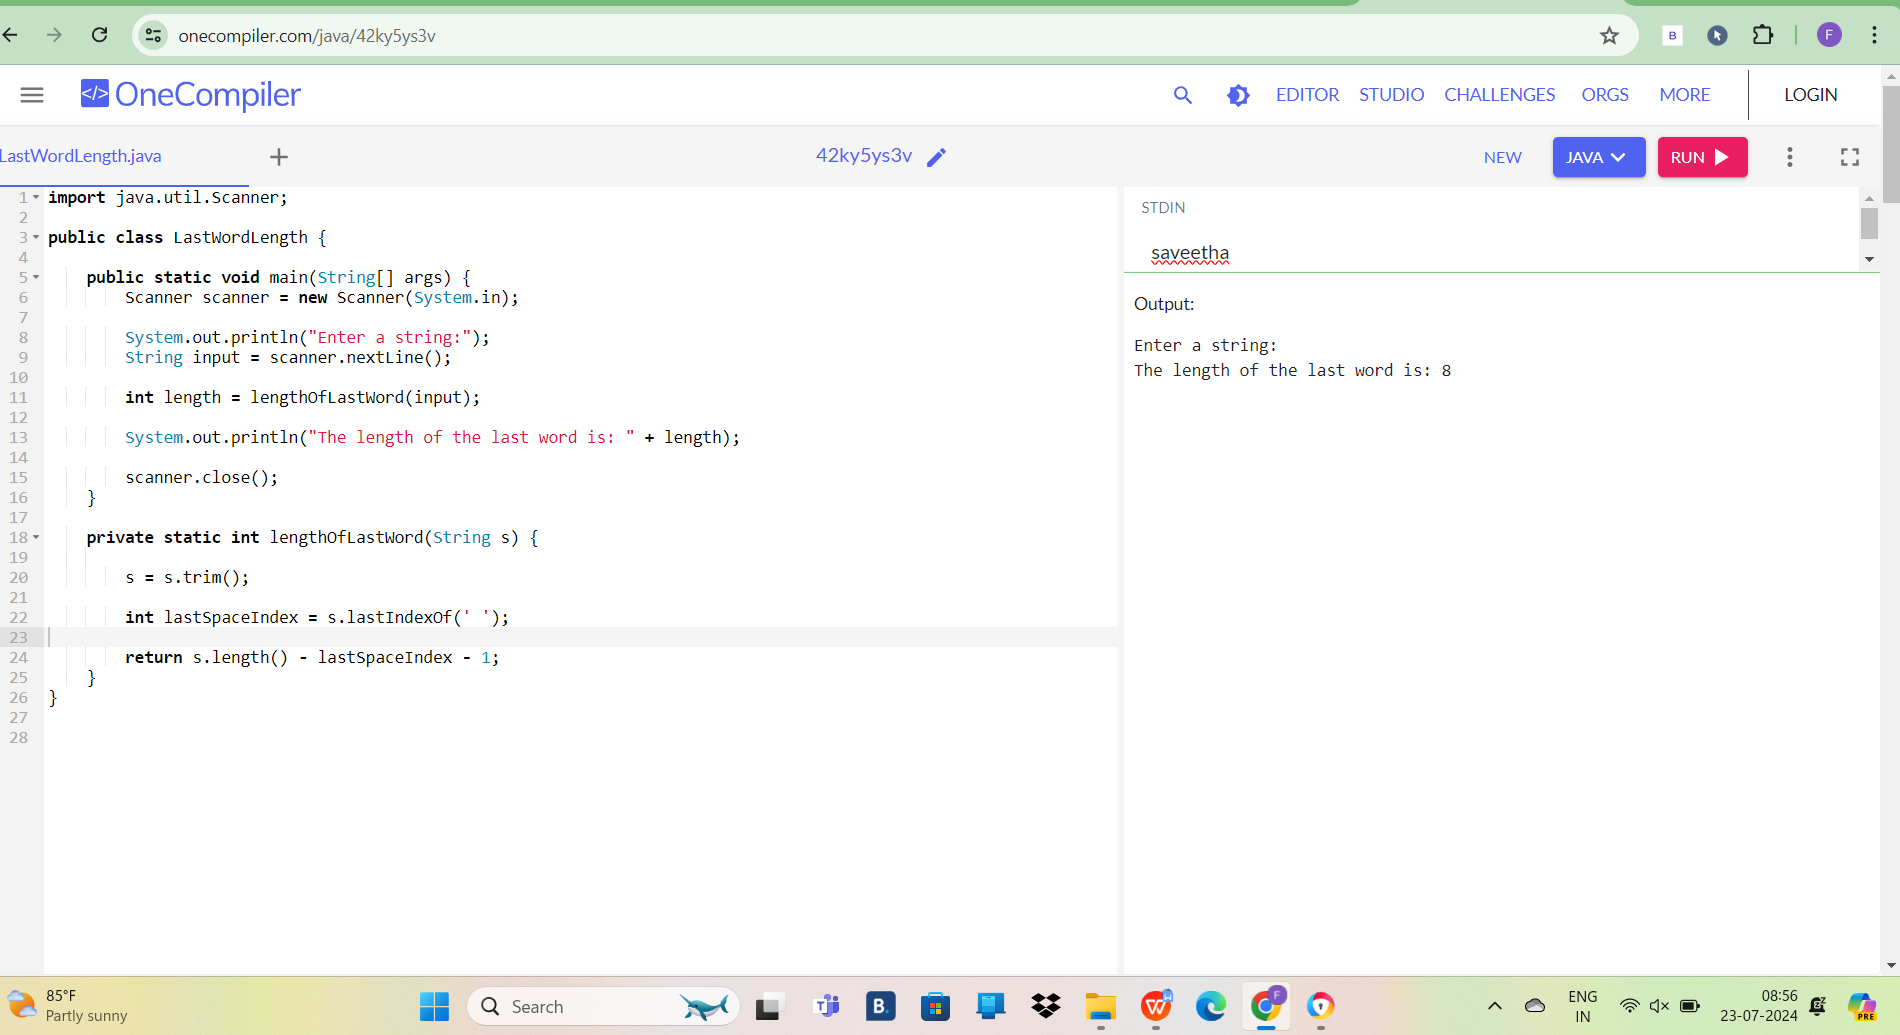 onecompiler.com/java/42ky5ys3v
B
F
</> OneCompiler
EDITOR STUDIO CHALLENGES ORGS MORE LOGIN
LastWordLength.java + 42ky5ys3v NEW JAVA RUN
1 import java.util.Scanner;
2
3 public class LastWordLength {
4
5 public static void main(String[] args) {
6 Scanner scanner = new Scanner(System.in);
7
8 System.out.println("Enter a string:");
9 String input = scanner.nextLine();
10
11 int length = lengthOfLastWord(input);
12
13 System.out.println("The length of the last word is: " + length);
14
15 scanner.close();
16 }
17
18 private static int lengthOfLastWord(String s) {
19
20 s = s.trim();
21
22 int lastSpaceIndex = s.lastIndexOf(' ');
23
24 return s.length() - lastSpaceIndex - 1;
25 }
26 }
27
28
STDIN
saveetha
Output:
Enter a string:
The length of the last word is: 8
85°F
Partly sunny
Search
B.
F
ENG
IN
08:56
23-07-2024
PRE